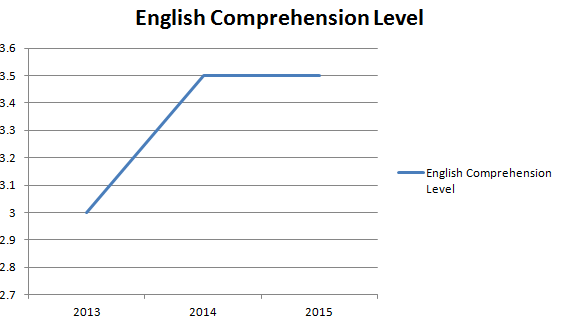 English Comprehension Level
3.6
3.5
3.4
3.3
3.2
3.1
3
2.9
2.8
2.7
2013 2014 2015
English Comprehension
Level